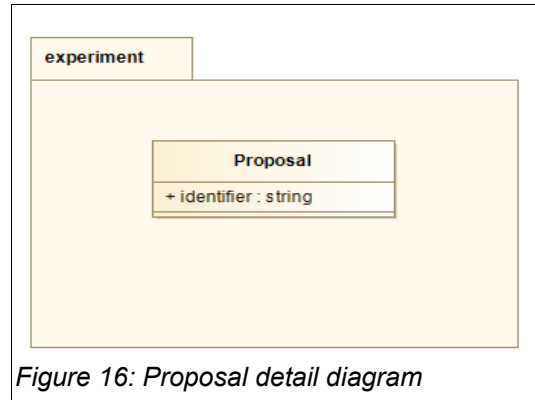 experiment
Proposal
+ identifier : string
Figure 16: Proposal detail diagram